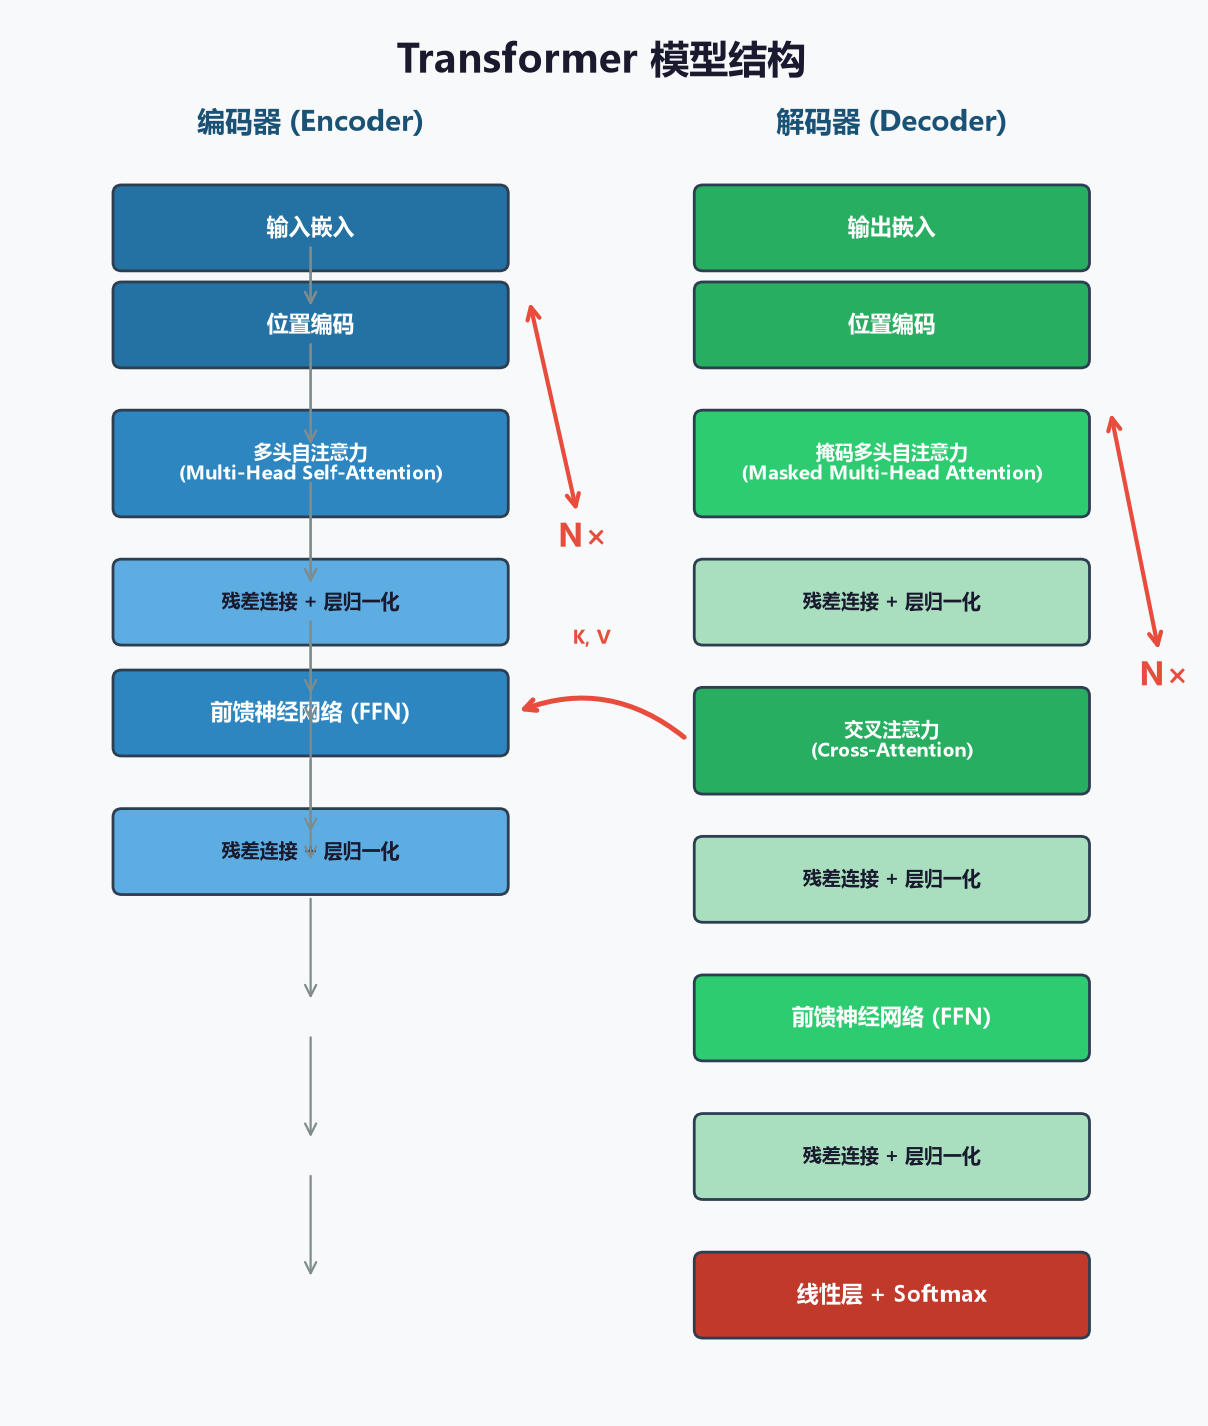 Transformer 模型结构
编码器 (Encoder)
输入嵌入
位置编码
多头自注意力
(Multi-Head Self-Attention)
残差连接 + 层归一化
前馈神经网络 (FFN)
残差连接 + 层归一化
N×
K, V
解码器 (Decoder)
输出嵌入
位置编码
掩码多头自注意力
(Masked Multi-Head Attention)
残差连接 + 层归一化
交叉注意力
(Cross-Attention)
残差连接 + 层归一化
前馈神经网络 (FFN)
残差连接 + 层归一化
线性层 + Softmax
N×